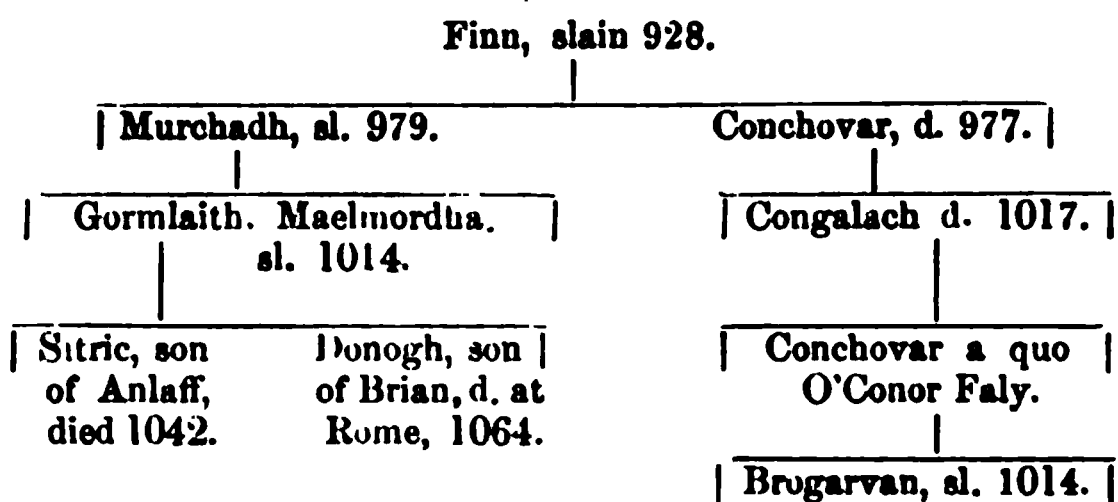 Finn, slain 928.
Murchadh, sl. 979. Conchovar, d. 977.
Gormlaith. Maelmordha. Congalach d. 1017.
sl. 1014.
Sitric, son Donogh, son Conchovar a quo
of Anlaff, of Brian, d. at O'Conor Faly.
died 1042. Rome, 1064.
Brogarvan, sl. 1014.